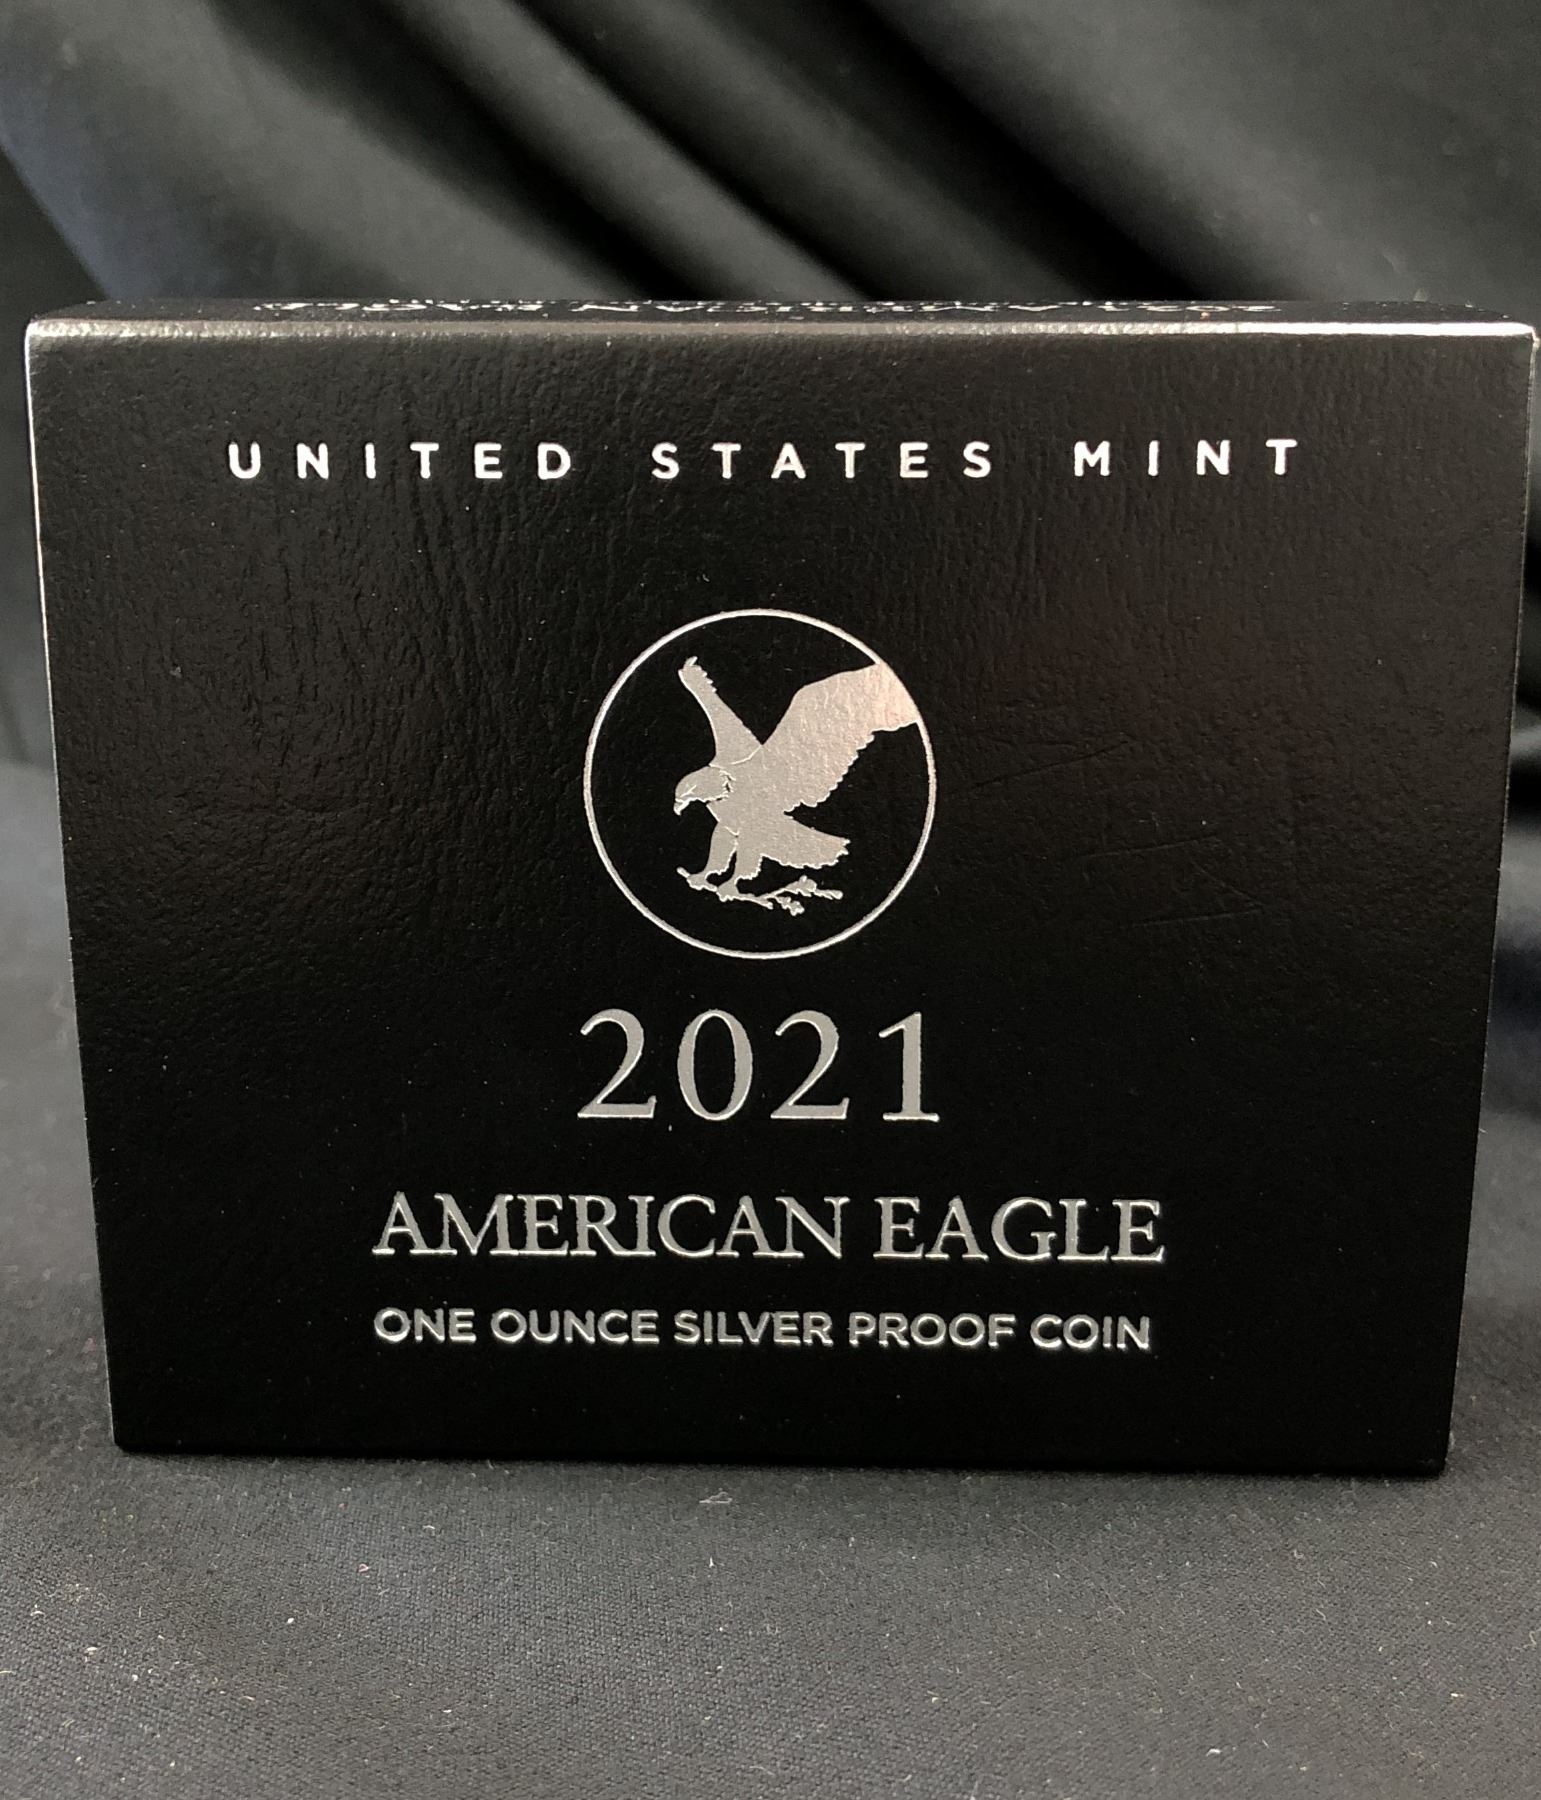 UNITED STATES MINT
2021
AMERICAN EAGLE
ONE OUNCE SILVER PROOF COIN